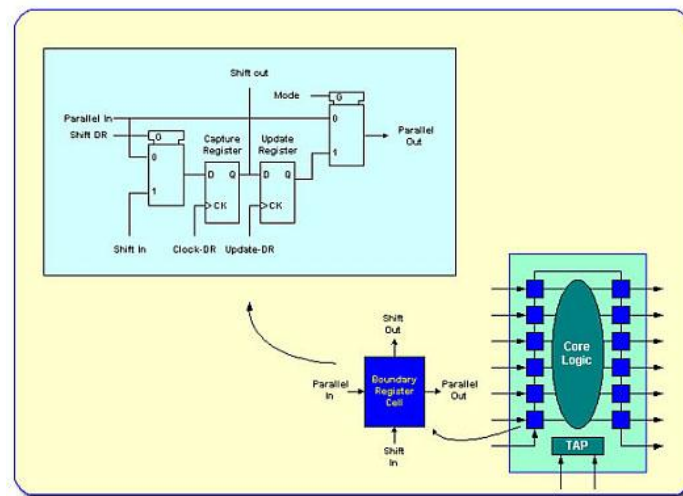 Shift out
Mode
G
Parallel In
0
Parallel
Out
Shift DR
G
Capture
Register
Update
Register
1
0
D Q
D Q
1
CK
CK
Shift In
Clock-DR
Update-DR
Shift
Out
Core
Logic
Parallel
In
Boundary
Register
Cell
Parallel
Out
TAP
Shift
In